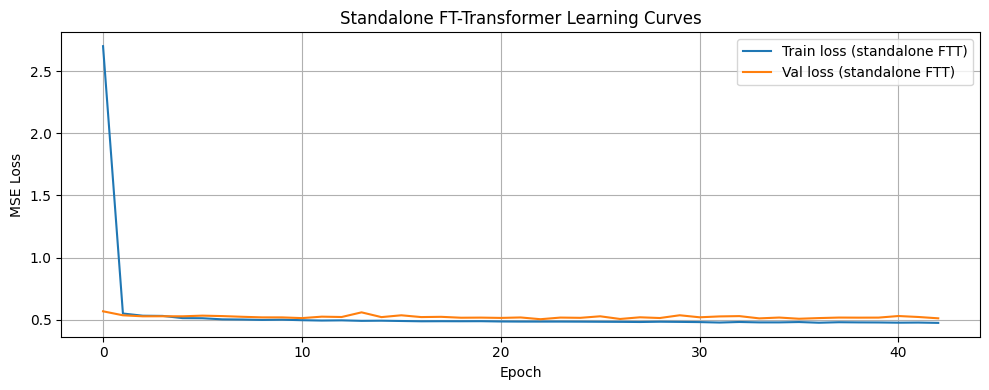 Standalone FT-Transformer Learning Curves
Train loss (standalone FTT)
Val loss (standalone FTT)
MSE Loss
2.5
2.0
1.5
1.0
0.5
0
10
20
30
40
Epoch